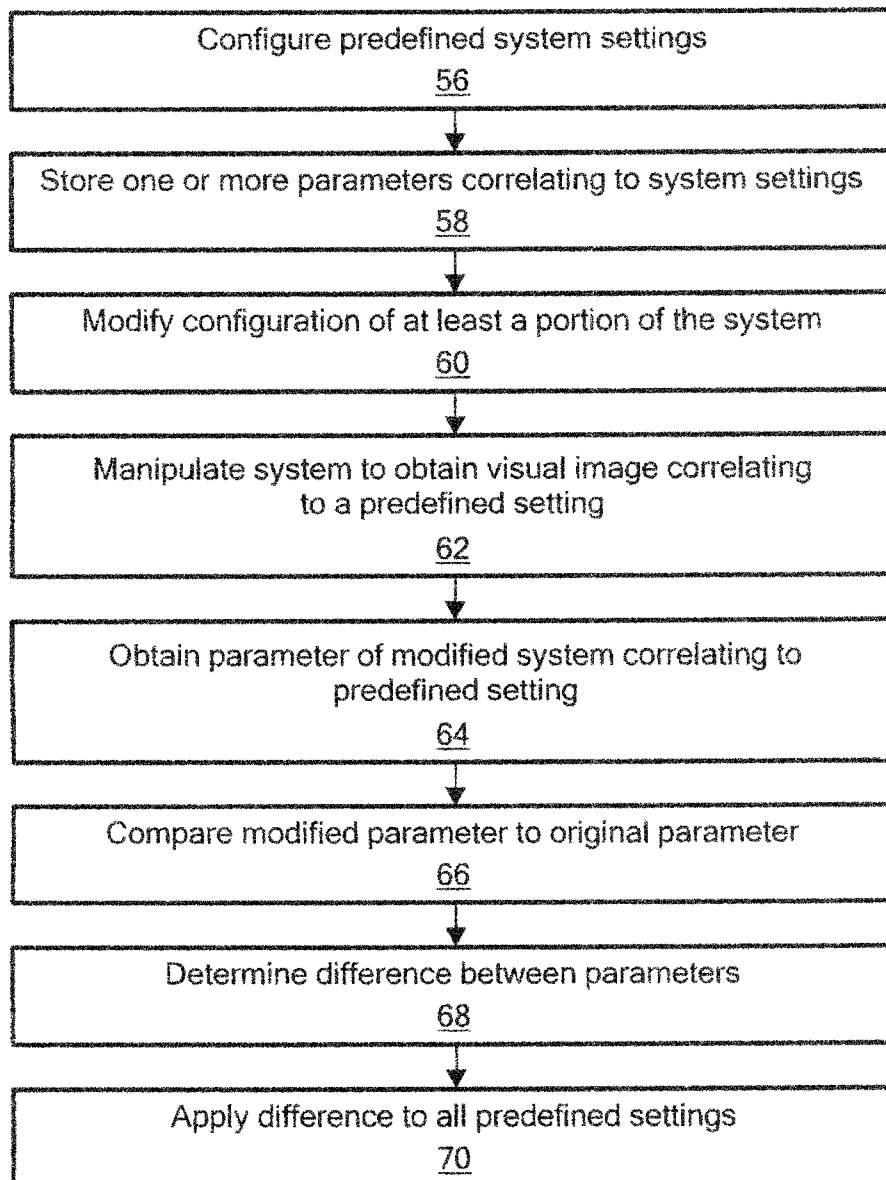 Configure predefined system settings
56
Store one or more parameters correlating to system settings
58
Modify configuration of at least a portion of the system
60
Manipulate system to obtain visual image correlating
to a predefined setting
62
Obtain parameter of modified system correlating to
predefined setting
64
Compare modified parameter to original parameter
66
Determine difference between parameters
68
Apply difference to all predefined settings
70